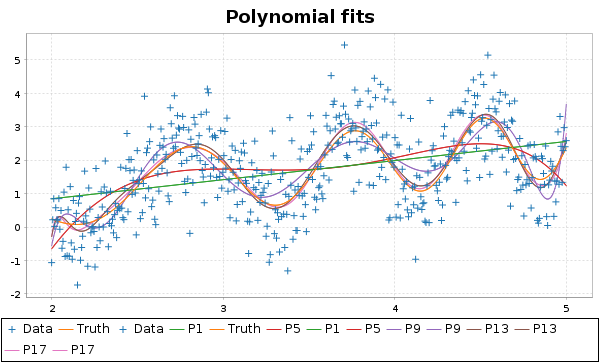 Polynomial fits
5
4
3
2
1
0
-1
-2
2 3 4 5
+ Data — Truth + Data — P1 — Truth — P5 — P1 — P5 — P9 — P9 — P13 — P13
— P17 — P17